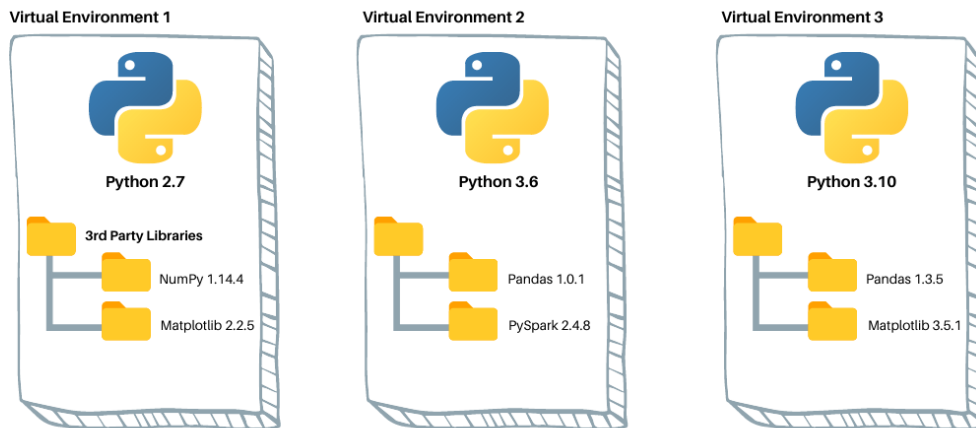 Virtual Environment 1
Python 2.7
3rd Party Libraries
NumPy 1.14.4
Matplotlib 2.2.5
Virtual Environment 2
Python 3.6
Pandas 1.0.1
PySpark 2.4.8
Virtual Environment 3
Python 3.10
Pandas 1.3.5
Matplotlib 3.5.1